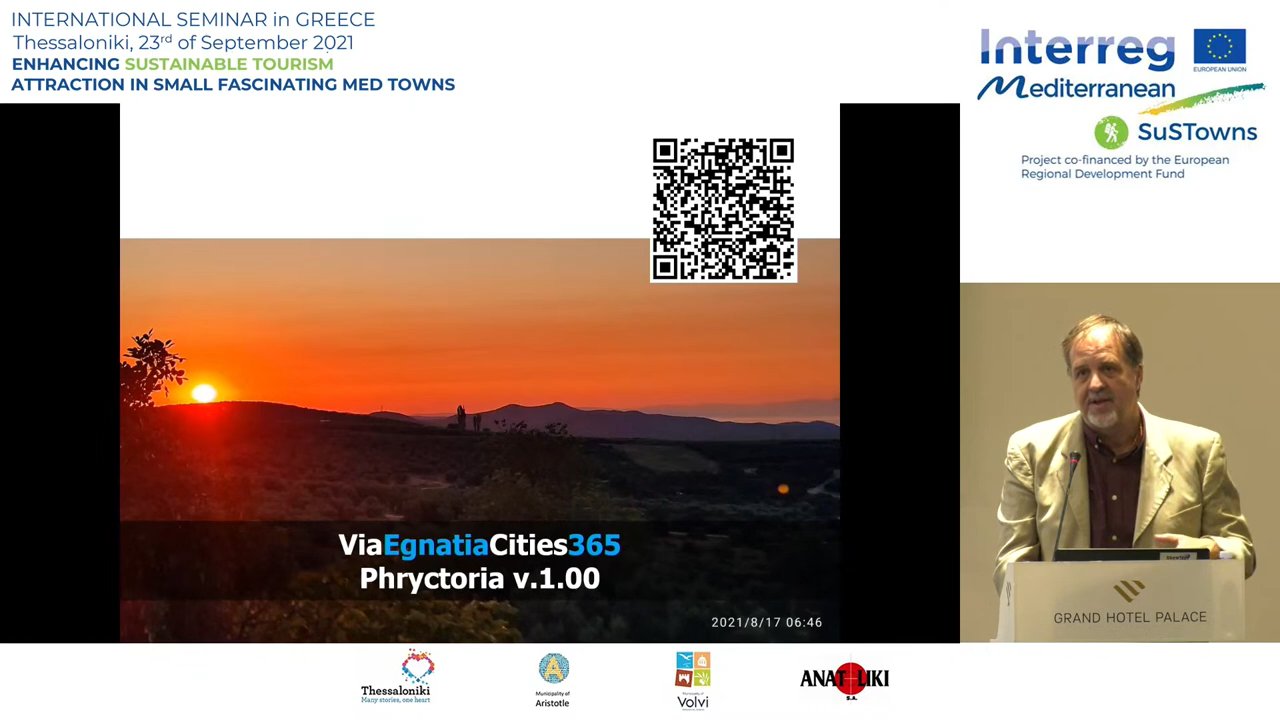 INTERNATIONAL SEMINAR in GREECE
Thessaloniki, 23rd of September 2021
ENHANCING SUSTAINABLE TOURISM
ATTRACTION IN SMALL FASCINATING MED TOWNS
Interreg
EUROPEAN UNION
Mediterranean
SuSTowns
Project co-financed by the European
Regional Development Fund
ViaEgnatiaCities365
Phryctoria v.1.00
2021/8/17 06:46
GRAND HOTEL PALACE
Thessaloniki
Many stories, one heart
Municipality of
Aristotle
Municipality of
Volvi
ANATOLIKI
S.A.